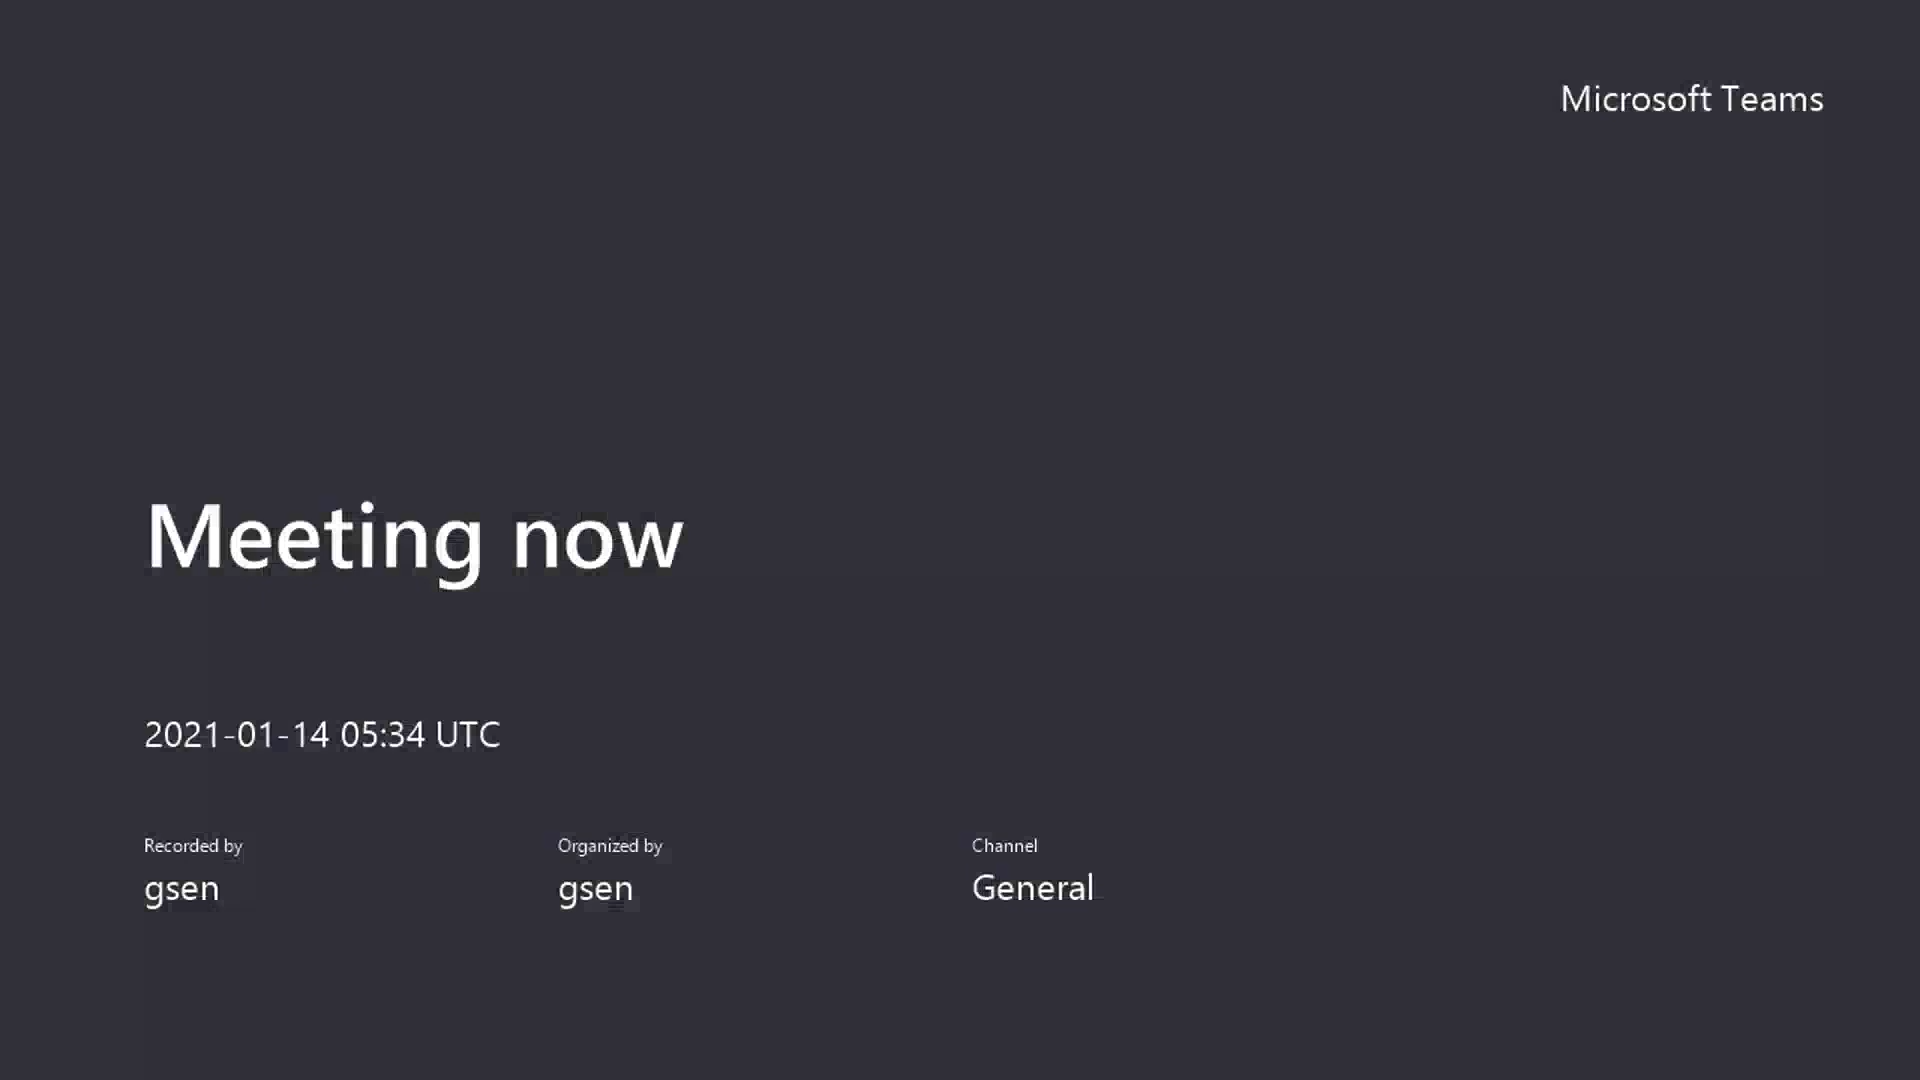 Microsoft Teams
Meeting now
2021-01-14 05:34 UTC
Recorded by
gsen
Organized by
gsen
Channel
General